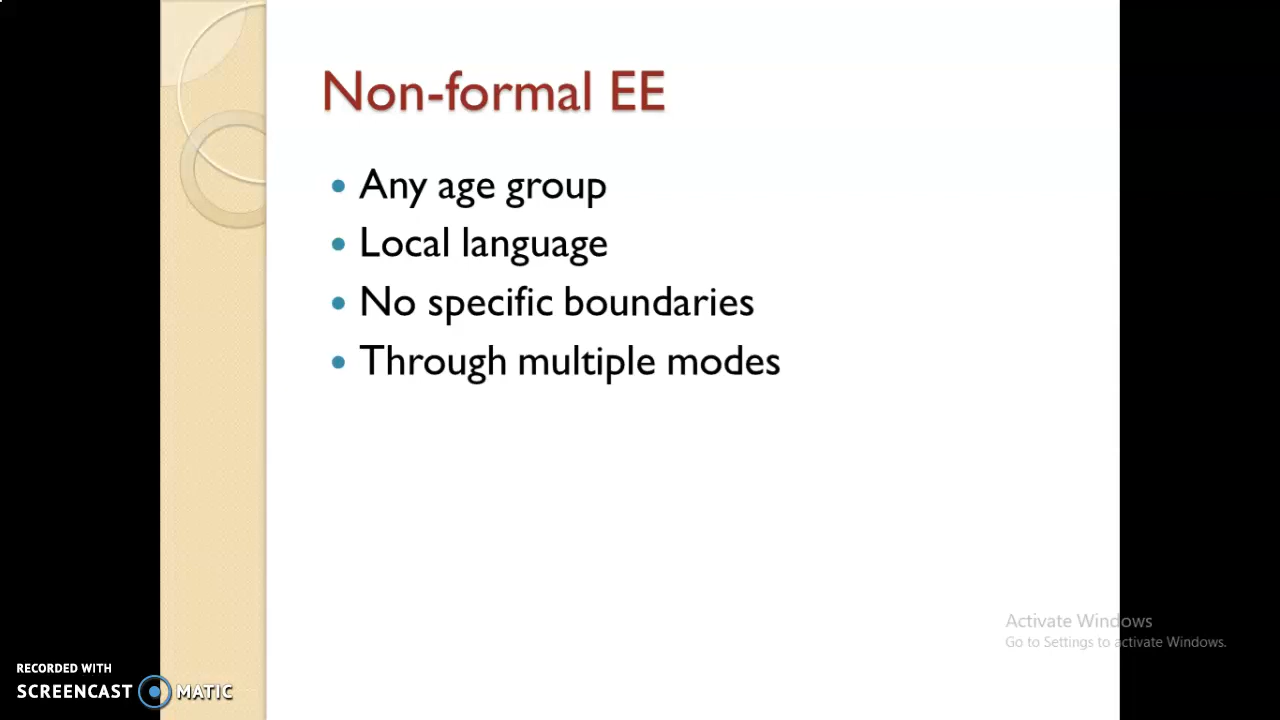 Non-formal EE
• Any age group
• Local language
• No specific boundaries
• Through multiple modes
Activate Windows
Go to Settings to activate Windows.
RECORDED WITH
SCREENCAST MATIC